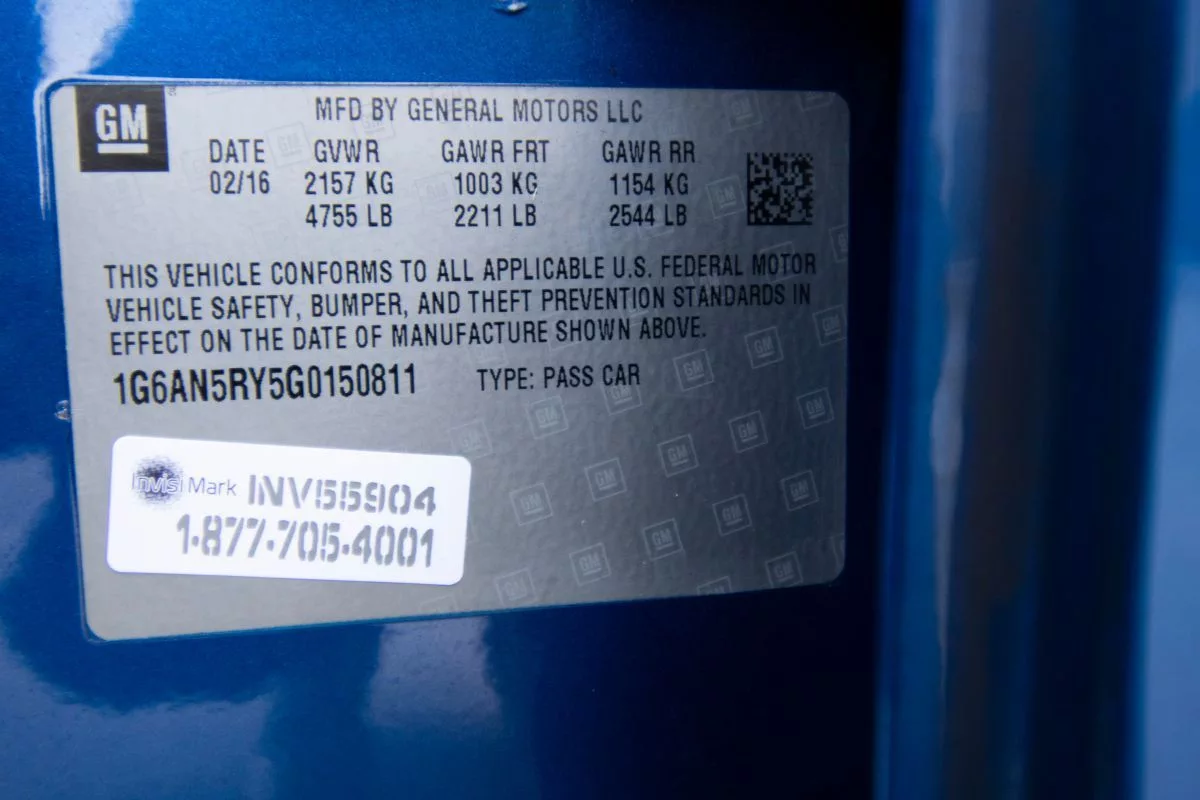 GM
MFD BY GENERAL MOTORS LLC
DATE GVWR GAWR FRT GAWR RR
02/16 2157 KG 1003 KG 1154 KG
4755 LB 2211 LB 2544 LB
THIS VEHICLE CONFORMS TO ALL APPLICABLE U.S. FEDERAL MOTOR
VEHICLE SAFETY, BUMPER, AND THEFT PREVENTION STANDARDS IN
EFFECT ON THE DATE OF MANUFACTURE SHOWN ABOVE.
1G6AN5RY5G0150811 TYPE: PASS CAR
InvisiMark INV55904
1-877-705-4001